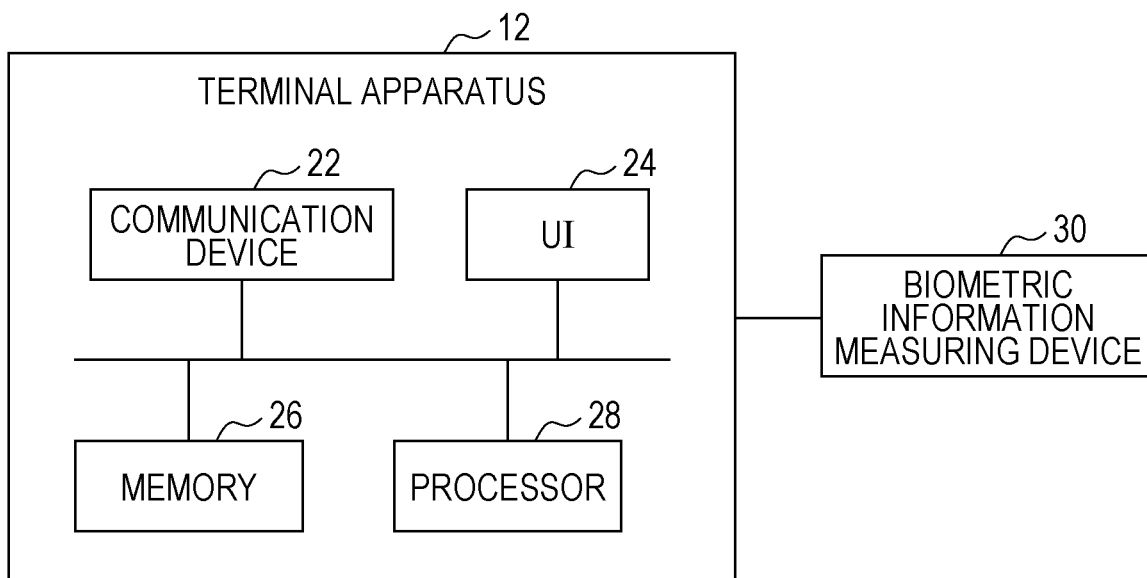 12
TERMINAL APPARATUS
22
COMMUNICATION
DEVICE
24
UI
30
BIOMETRIC
INFORMATION
MEASURING DEVICE
26
MEMORY
28
PROCESSOR